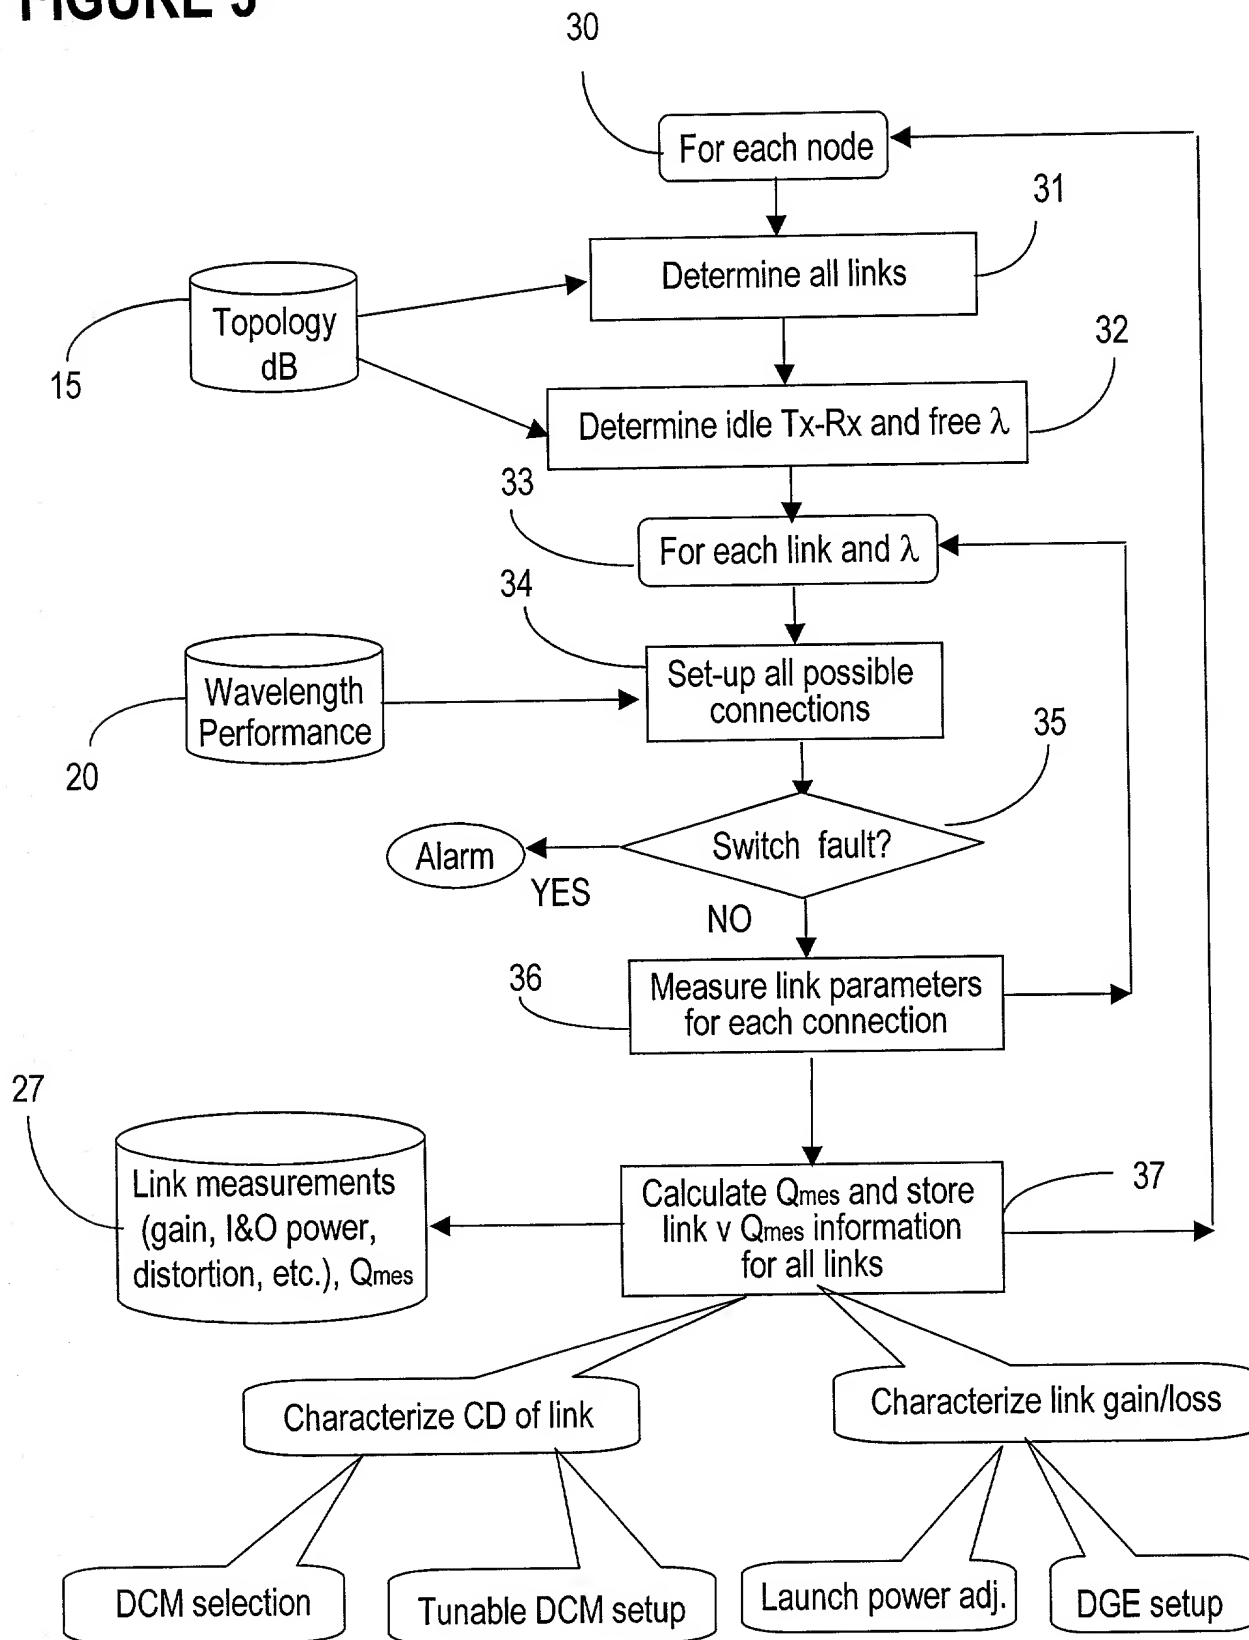 FIGURE 5
30
For each node
31
Determine all links
Topology
dB
15
32
Determine idle Tx-Rx and free λ
33
For each link and λ
34
Set-up all possible
connections
Wavelength
Performance
20
35
Switch fault?
Alarm
YES
NO
36
Measure link parameters
for each connection
27
Link measurements
(gain, I&O power,
distortion, etc.), Qmes
Calculate Qmes and store
link v Qmes information
for all links
37
Characterize CD of link
Characterize link gain/loss
DCM selection
Tunable DCM setup
Launch power adj.
DGE setup